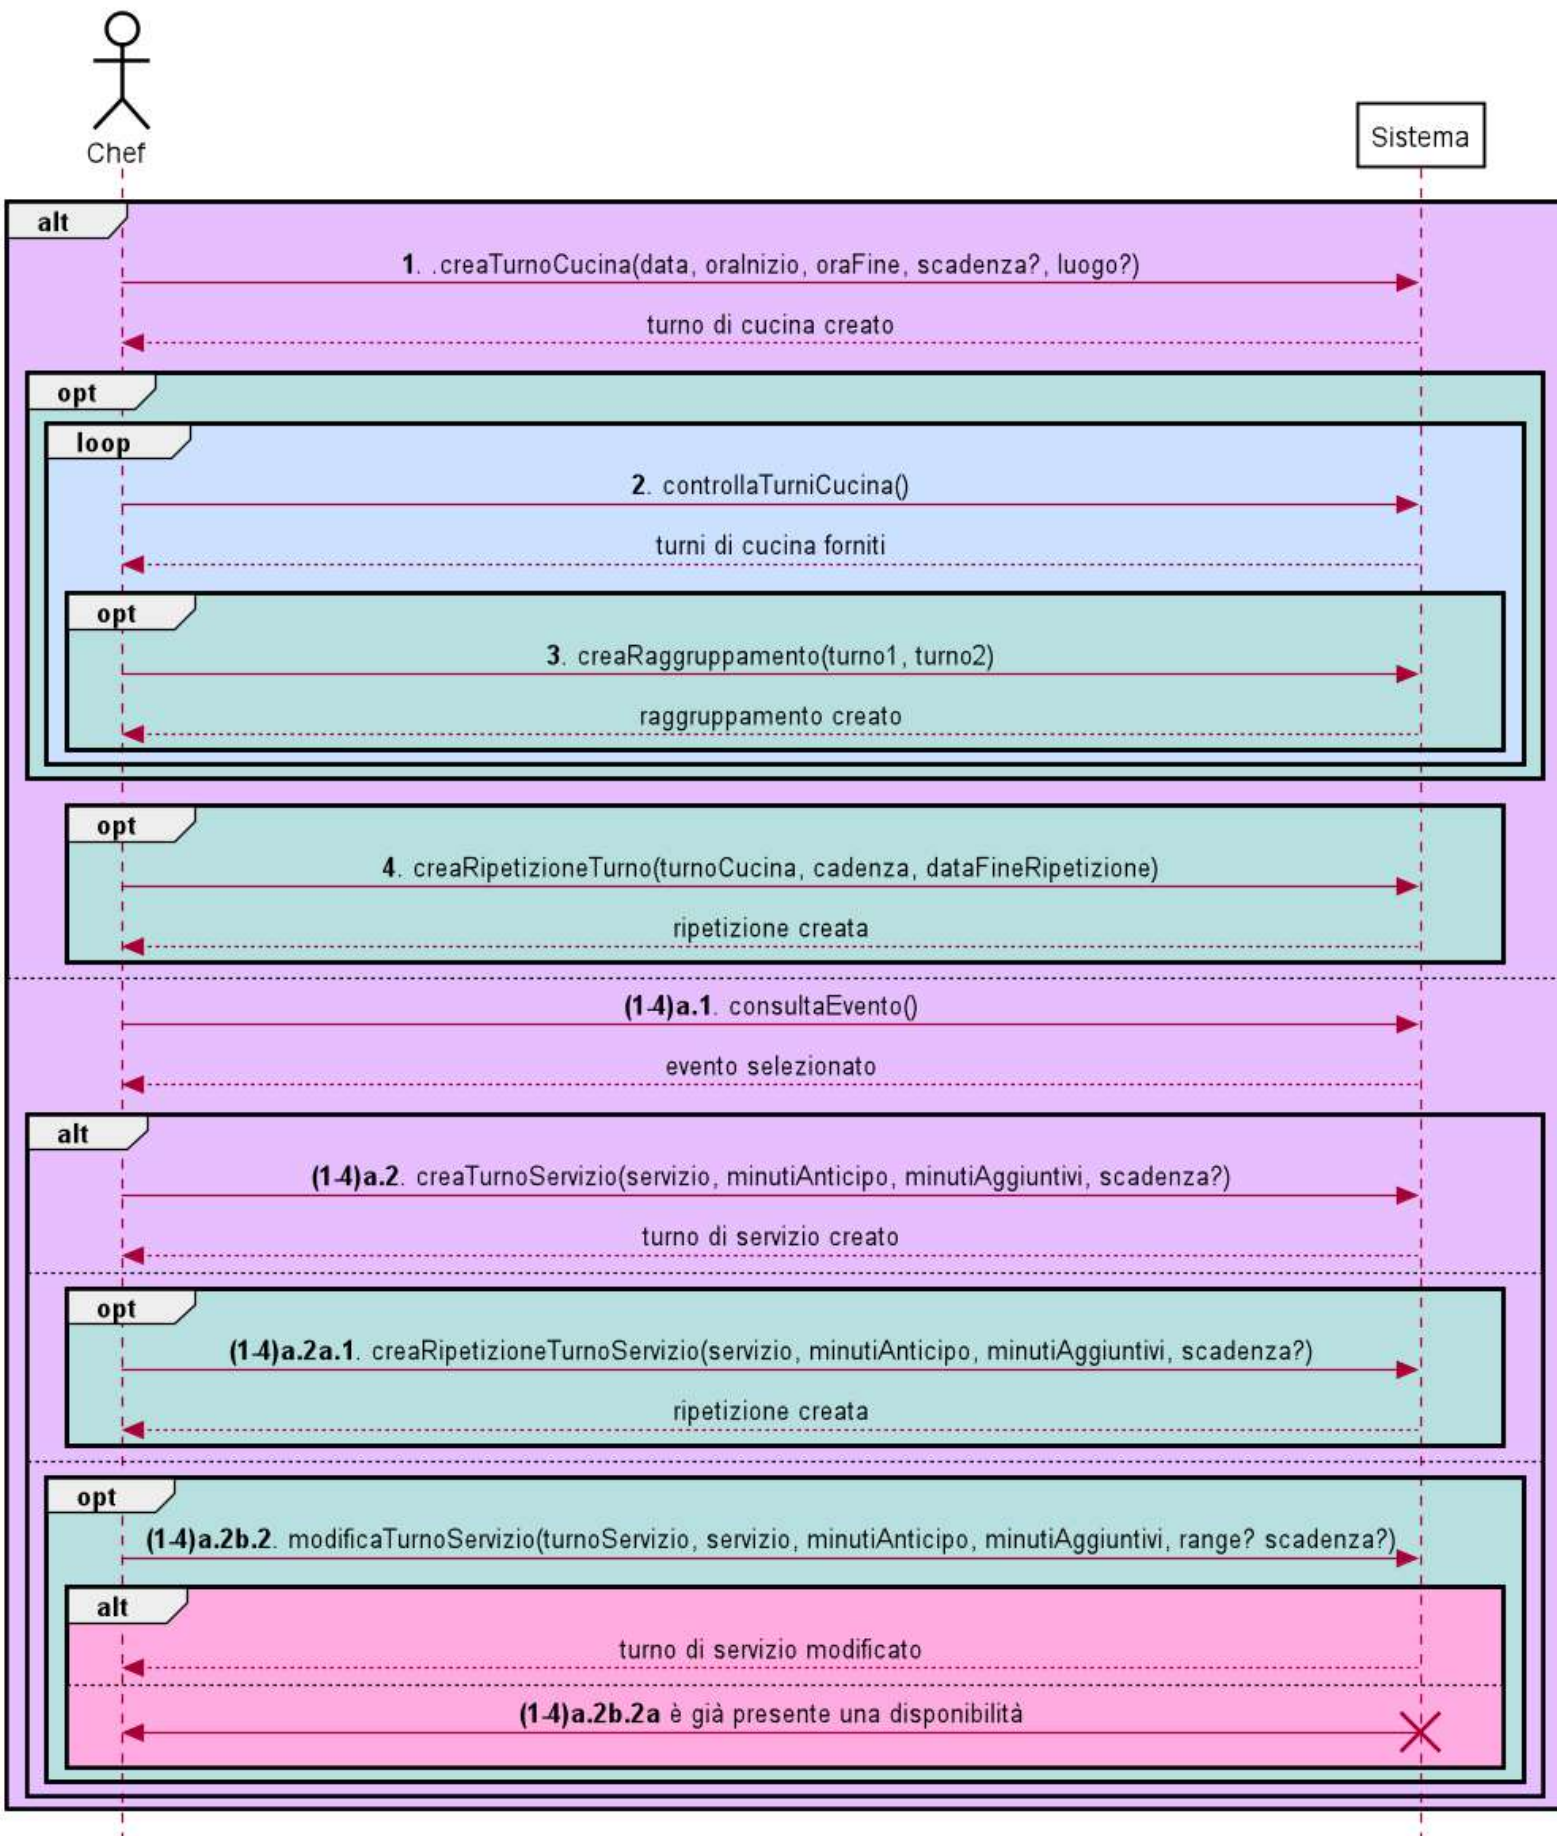 Chef
Sistema
alt
1. .creaTurnoCucina(data, oraInizio, oraFine, scadenza?, luogo?)
turno di cucina creato
opt
loop
2. controllaTurniCucina()
turni di cucina forniti
opt
3. creaRaggruppamento(turno1, turno2)
raggruppamento creato
opt
4. creaRipetizioneTurno(turnoCucina, cadenza, dataFineRipetizione)
ripetizione creata
(1-4)a.1. consultaEvento()
evento selezionato
alt
(1-4)a.2. creaTurnoServizio(servizio, minutiAnticipo, minutiAggiuntivi, scadenza?)
turno di servizio creato
opt
(1-4)a.2a.1. creaRipetizioneTurnoServizio(servizio, minutiAnticipo, minutiAggiuntivi, scadenza?)
ripetizione creata
opt
(1-4)a.2b.2. modificaTurnoServizio(turnoServizio, servizio, minutiAnticipo, minutiAggiuntivi, range? scadenza?)
alt
turno di servizio modificato
(1-4)a.2b.2a è già presente una disponibilità